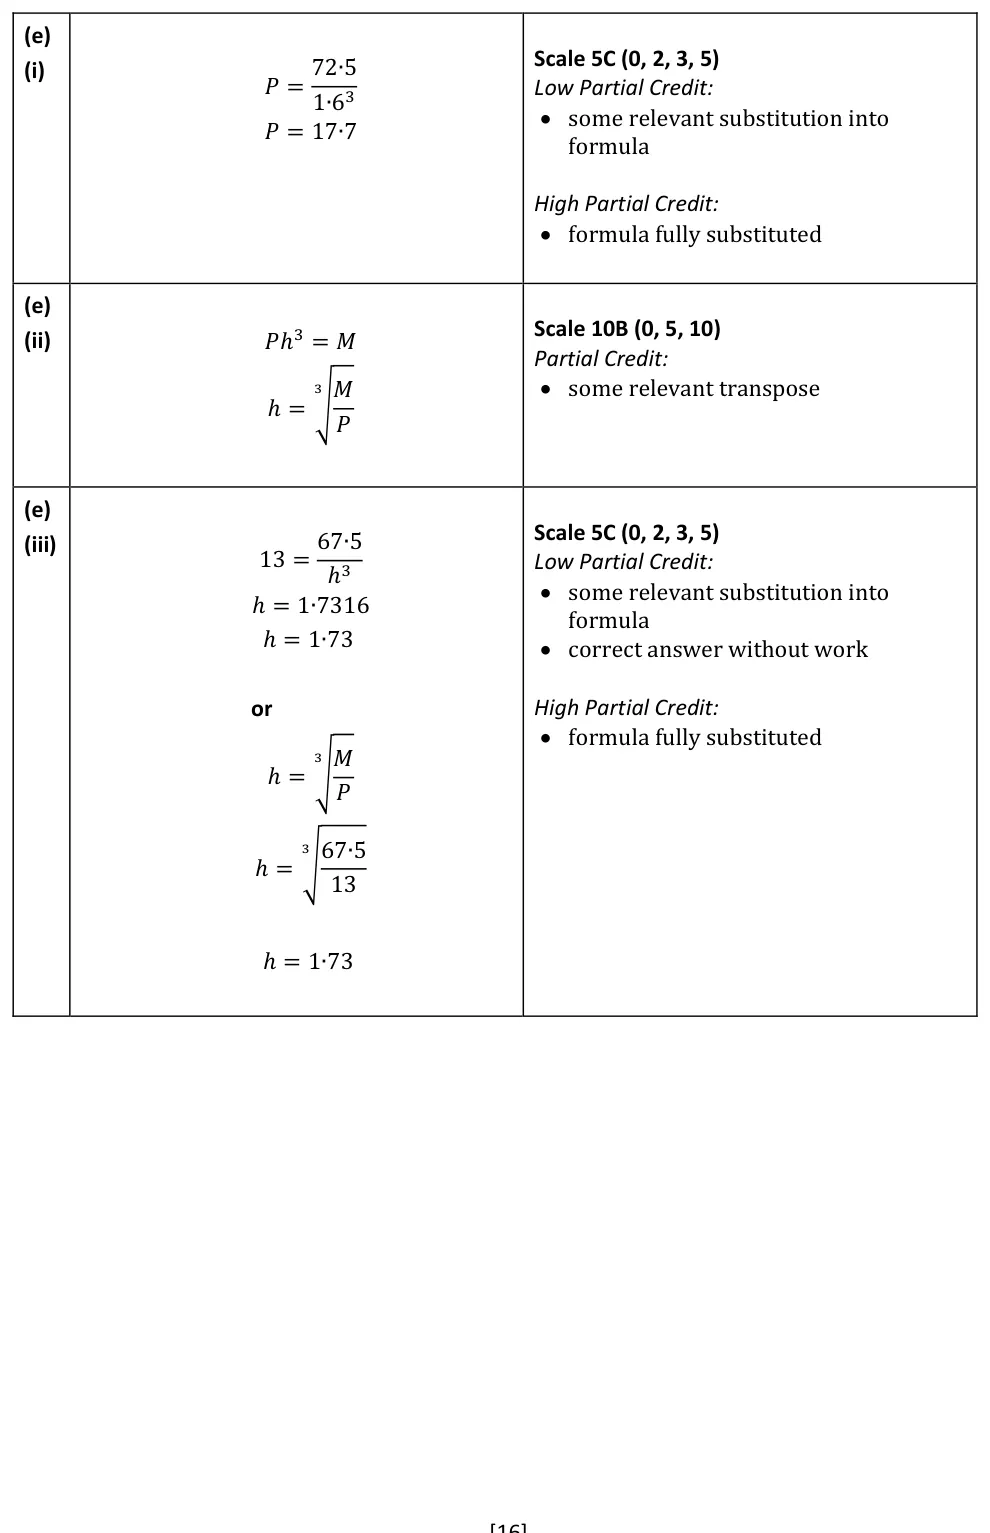 (e)
(i)
P = 72·5 / 1·6³
P = 17·7
Scale 5C (0, 2, 3, 5)
Low Partial Credit:
• some relevant substitution into
formula
High Partial Credit:
• formula fully substituted
(e)
(ii)
Ph³ = M
h = ∛(M / P)
Scale 10B (0, 5, 10)
Partial Credit:
• some relevant transpose
(e)
(iii)
13 = 67·5 / h³
h = 1·7316
h = 1·73
or
h = ∛(M / P)
h = ∛(67·5 / 13)
h = 1·73
Scale 5C (0, 2, 3, 5)
Low Partial Credit:
• some relevant substitution into
formula
• correct answer without work
High Partial Credit:
• formula fully substituted
[16]